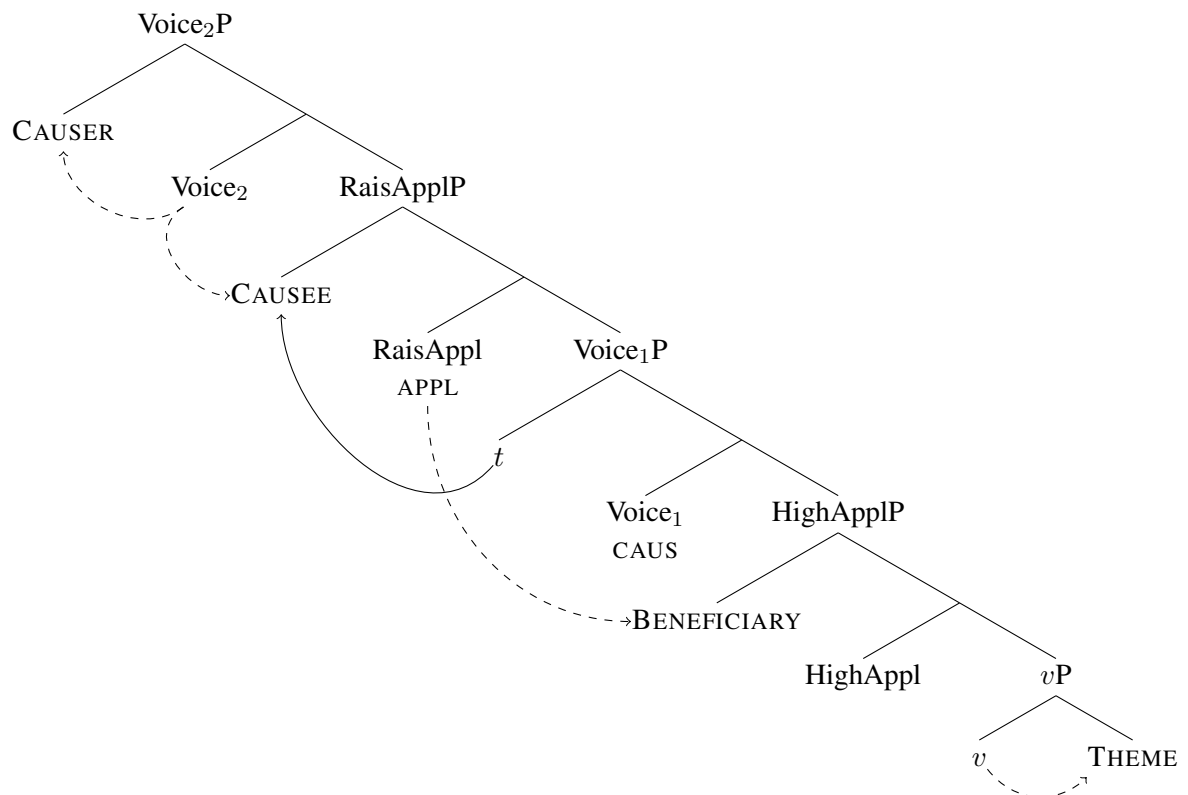 Voice₂P
CAUSER
Voice₂ RaisApplP
CAUSEE
RaisAppl Voice₁P
APPL
t
Voice₁ HighApplP
CAUS
BENEFICIARY
HighAppl vP
v THEME